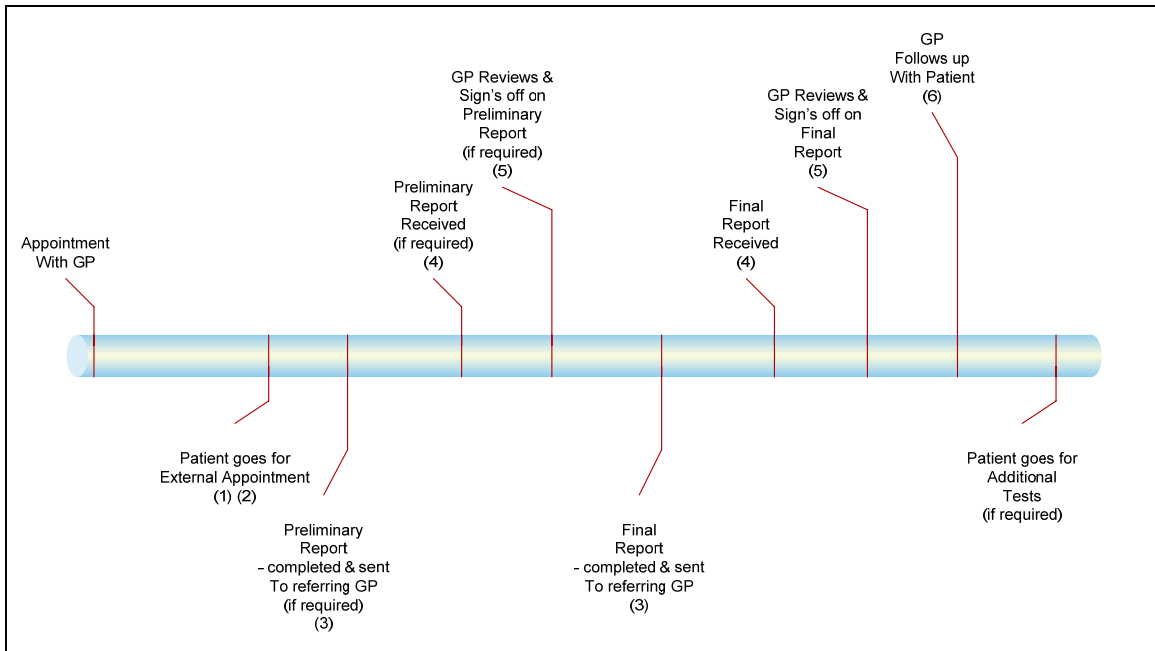 Appointment
With GP
Patient goes for
External Appointment
(1) (2)
Preliminary
Report
– completed & sent
To referring GP
(if required)
(3)
Preliminary
Report
Received
(if required)
(4)
GP Reviews &
Sign's off on
Preliminary
Report
(if required)
(5)
Final
Report
– completed & sent
To referring GP
(3)
Final
Report
Received
(4)
GP Reviews &
Sign's off on
Final
Report
(5)
GP
Follows up
With Patient
(6)
Patient goes for
Additional
Tests
(if required)